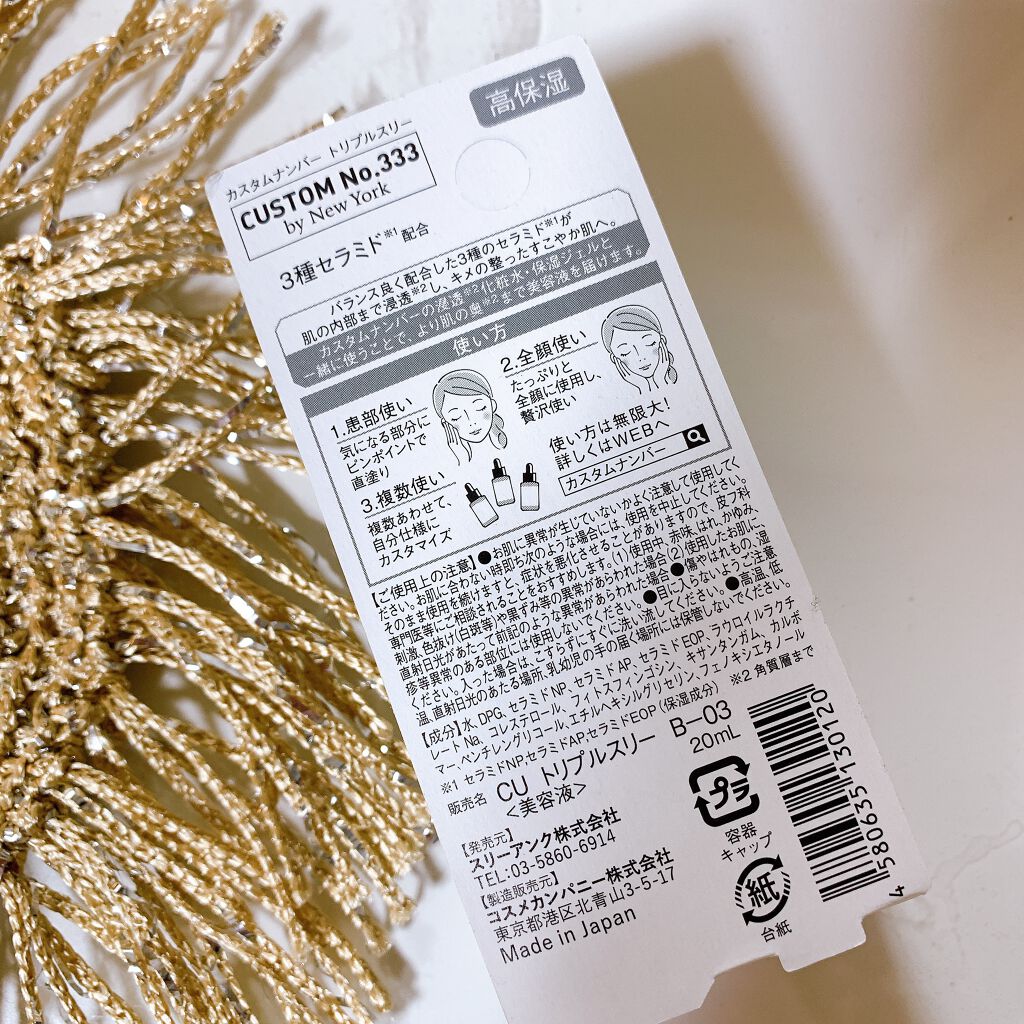 高保湿
カスタムナンバー トリプルスリー
CUSTOM No.333
by New York
3種セラミド※1 配合
バランス良く配合した3種のセラミド※1が
肌の内部まで浸透※2し、キメの整ったすこやか肌へ。
カスタムナンバーの浸透※2化粧水・保湿ジェルと
一緒に使うことで、より肌の奥※2まで美容液を届けます。
使い方
1.患部使い
気になる部分に
ピンポイントで
直塗り
2.全顔使い
たっぷりと
全顔に使用し、
贅沢使い
3.複数使い
複数あわせて、
自分仕様に
カスタマイズ
使い方は無限大!
詳しくはWEBへ
カスタムナンバー
【ご使用上の注意】●お肌に異常が生じていないかよく注意して使用してく
ださい。お肌に合わない時即ち次のような場合には、使用を中止してください。
そのまま使用を続けますと、症状を悪化させることがありますので、皮フ科
専門医等にご相談されることをおすすめします。(1)使用中、赤味、はれ、かゆみ、
刺激、色抜け(白斑等)や黒ずみ等の異常があらわれた場合(2)使用したお肌に、
直射日光があたって前記のような異常があらわれた場合●傷やはれもの、湿
疹等異常のある部位には使用しないでください。●目に入らないようご注意
ください。入った場合は、こすらずにすぐに洗い流してください。●高温、低
温、直射日光のあたる場所、乳幼児の手の届く場所には保管しないでください。
【成分】水、DPG、セラミドNP、セラミドAP、セラミドEOP、ラウロイルラクチ
レートNa、コレステロール、フィトスフィンゴシン、キサンタンガム、カルボ
マー、ペンチレングリコール、エチルヘキシルグリセリン、フェノキシエタノール
※1 セラミドNP、セラミドAP、セラミドEOP(保湿成分) ※2 角質層まで
販売名 CU トリプルスリー B-03
<美容液> 20mL
【発売元】
スリーアンク株式会社
TEL:03-5860-6914
【製造販売元】
コスメカンパニー株式会社
東京都港区北青山3-5-17
Made in Japan
プラ
容器
キャップ
紙
台紙
4 580635 130120